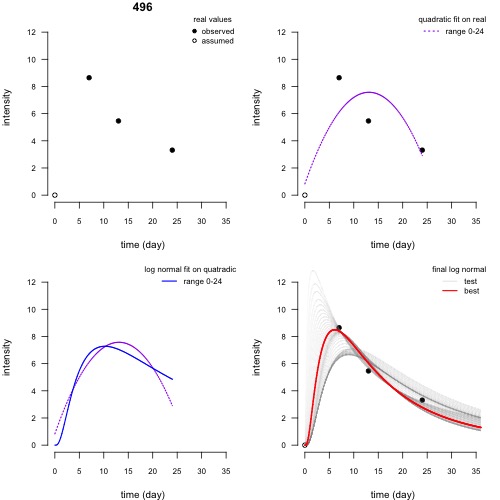 496
real values
observed
assumed
intensity
12
10
8
6
4
2
0
0 5 10 15 20 25 30 35
time (day)
quadratic fit on real
range 0-24
intensity
12
10
8
6
4
2
0
0 5 10 15 20 25 30 35
time (day)
log normal fit on quatradic
range 0-24
intensity
12
10
8
6
4
2
0
0 5 10 15 20 25 30 35
time (day)
final log normal
test
best
intensity
12
10
8
6
4
2
0
0 5 10 15 20 25 30 35
time (day)